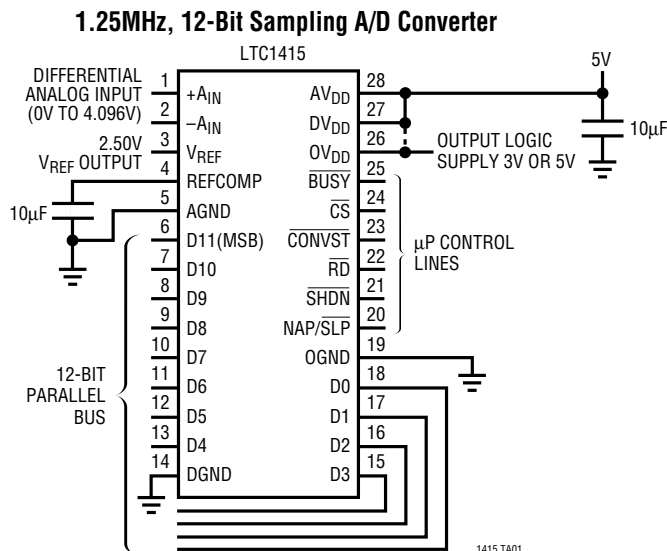 1.25MHz, 12-Bit Sampling A/D Converter
LTC1415
DIFFERENTIAL
ANALOG INPUT
(0V TO 4.096V)
2.50V
VREF OUTPUT
10µF
12-BIT
PARALLEL
BUS
1 +AIN
2 –AIN
3 VREF
4 REFCOMP
5 AGND
6 D11(MSB)
7 D10
8 D9
9 D8
10 D7
11 D6
12 D5
13 D4
14 DGND
AVDD 28
DVDD 27
OVDD 26
BUSY 25
CS 24
CONVST 23
RD 22
SHDN 21
NAP/SLP 20
OGND 19
D0 18
D1 17
D2 16
D3 15
5V
10µF
OUTPUT LOGIC
SUPPLY 3V OR 5V
µP CONTROL
LINES
1415 TA01